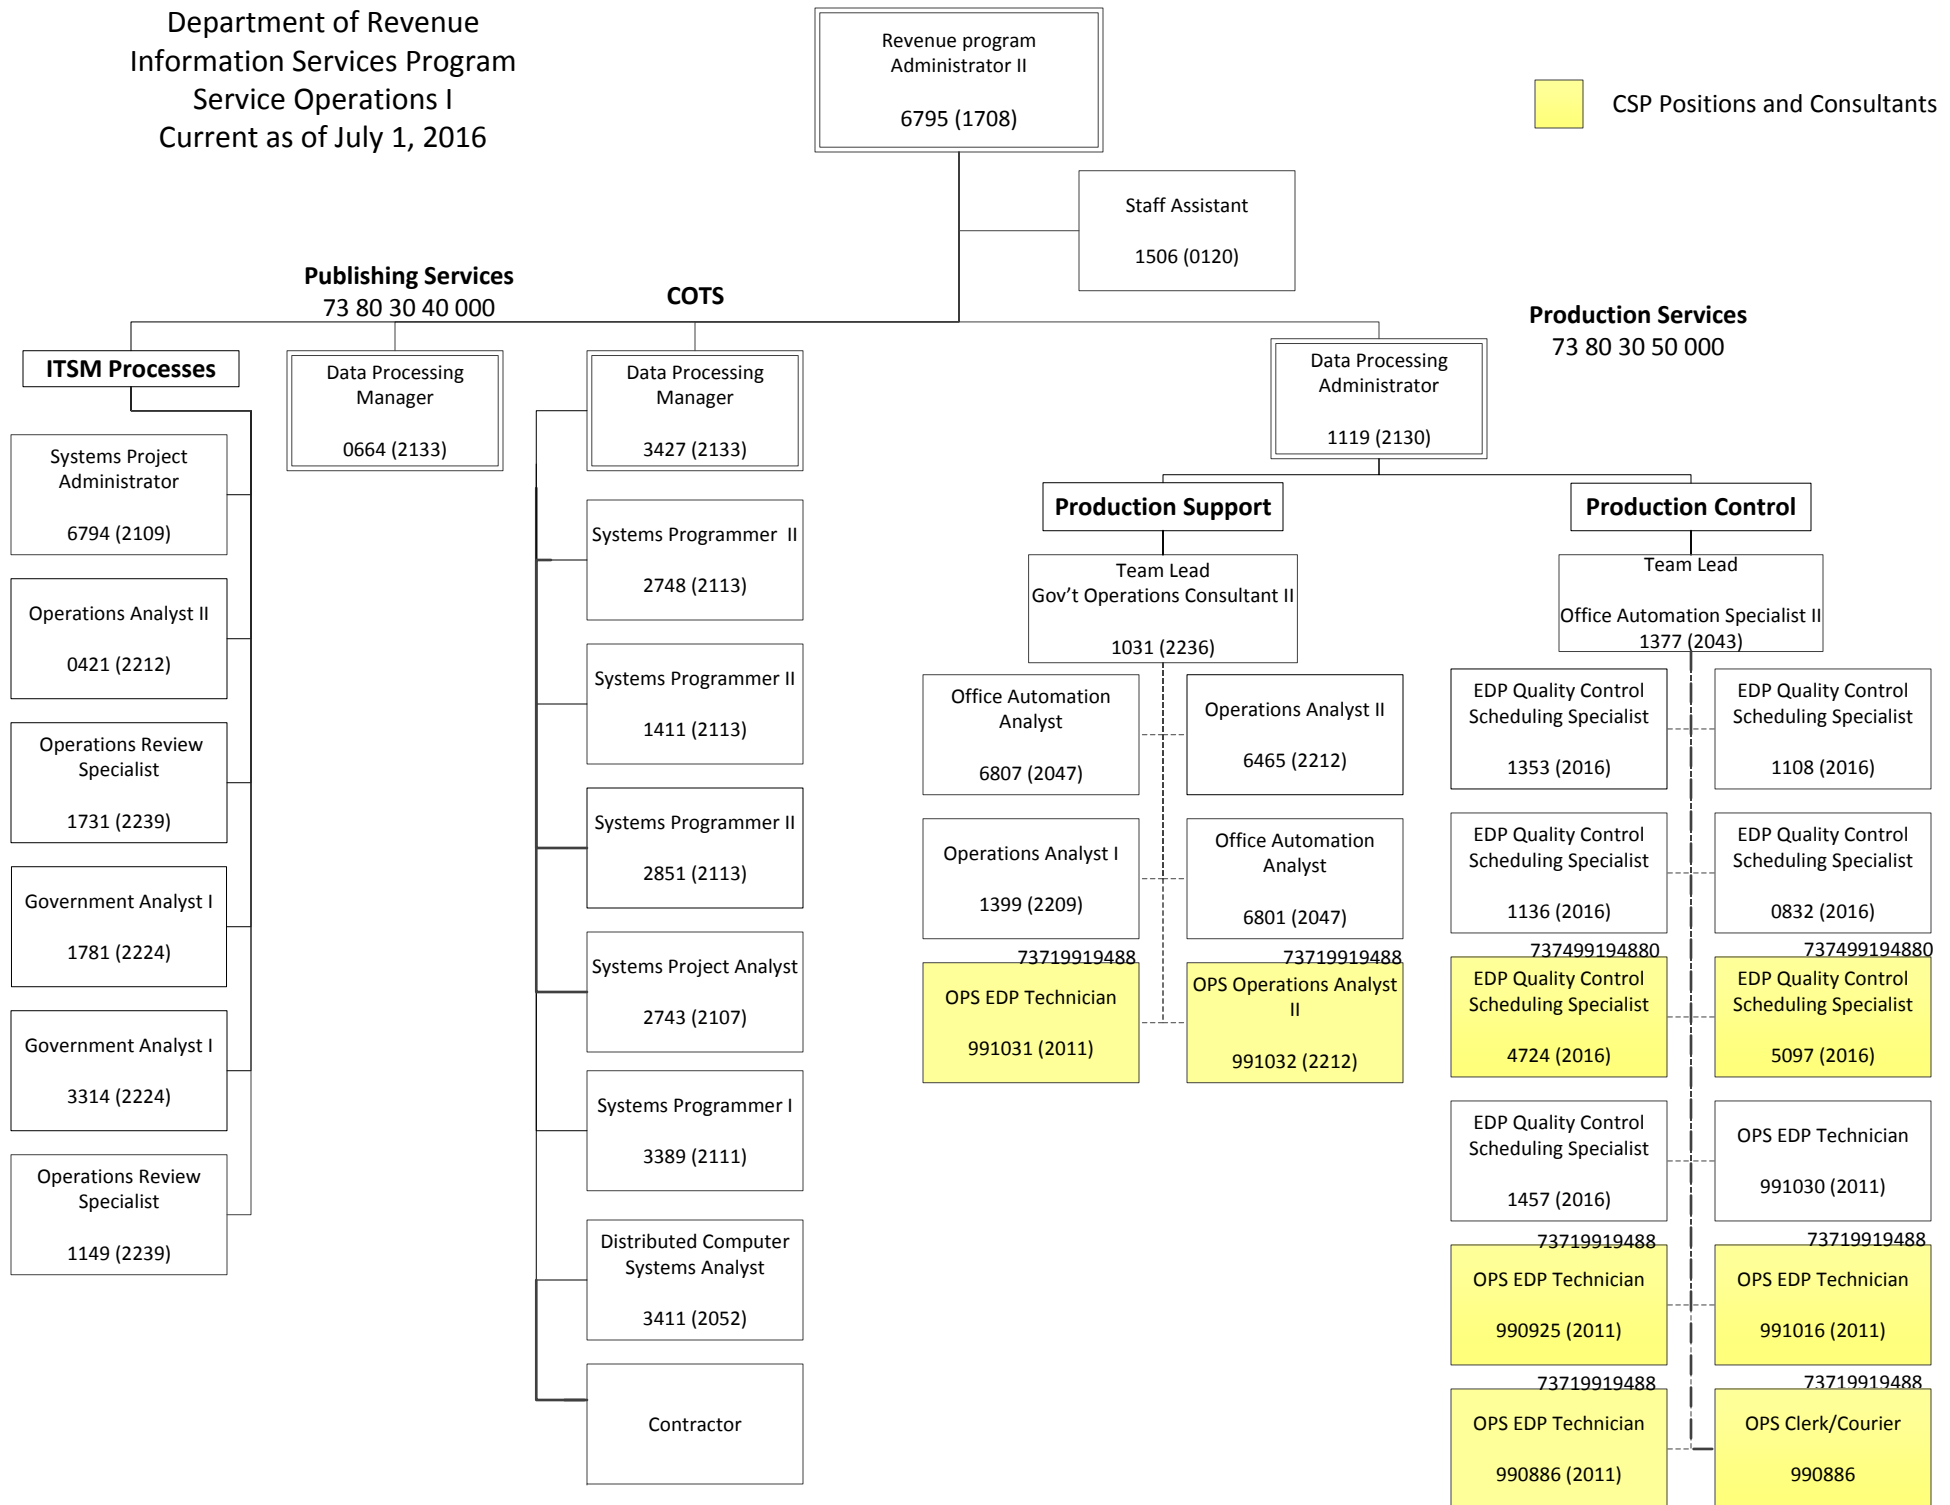 Department of Revenue
Information Services Program
Service Operations I
Current as of July 1, 2016
Revenue program
Administrator II
6795 (1708)
CSP Positions and Consultants
Staff Assistant
1506 (0120)
Publishing Services
73 80 30 40 000
COTS
Production Services
73 80 30 50 000
ITSM Processes
Systems Project
Administrator
6794 (2109)
Operations Analyst II
0421 (2212)
Operations Review
Specialist
1731 (2239)
Government Analyst I
1781 (2224)
Government Analyst I
3314 (2224)
Operations Review
Specialist
1149 (2239)
Data Processing
Manager
0664 (2133)
Data Processing
Manager
3427 (2133)
Systems Programmer  II
2748 (2113)
Systems Programmer II
1411 (2113)
Systems Programmer II
2851 (2113)
Systems Project Analyst
2743 (2107)
Systems Programmer I
3389 (2111)
Distributed Computer
Systems Analyst
3411 (2052)
Contractor
Data Processing
Administrator
1119 (2130)
Production Support
Team Lead
Gov't Operations Consultant II
1031 (2236)
Office Automation
Analyst
6807 (2047)
Operations Analyst II
6465 (2212)
Operations Analyst I
1399 (2209)
Office Automation
Analyst
6801 (2047)
73719919488
OPS EDP Technician
991031 (2011)
73719919488
OPS Operations Analyst
II
991032 (2212)
Production Control
Team Lead
Office Automation Specialist II
1377 (2043)
EDP Quality Control
Scheduling Specialist
1353 (2016)
EDP Quality Control
Scheduling Specialist
1108 (2016)
EDP Quality Control
Scheduling Specialist
1136 (2016)
EDP Quality Control
Scheduling Specialist
0832 (2016)
737499194880
EDP Quality Control
Scheduling Specialist
4724 (2016)
737499194880
EDP Quality Control
Scheduling Specialist
5097 (2016)
EDP Quality Control
Scheduling Specialist
1457 (2016)
OPS EDP Technician
991030 (2011)
73719919488
OPS EDP Technician
990925 (2011)
73719919488
OPS EDP Technician
991016 (2011)
73719919488
OPS EDP Technician
990886 (2011)
73719919488
OPS Clerk/Courier
990886